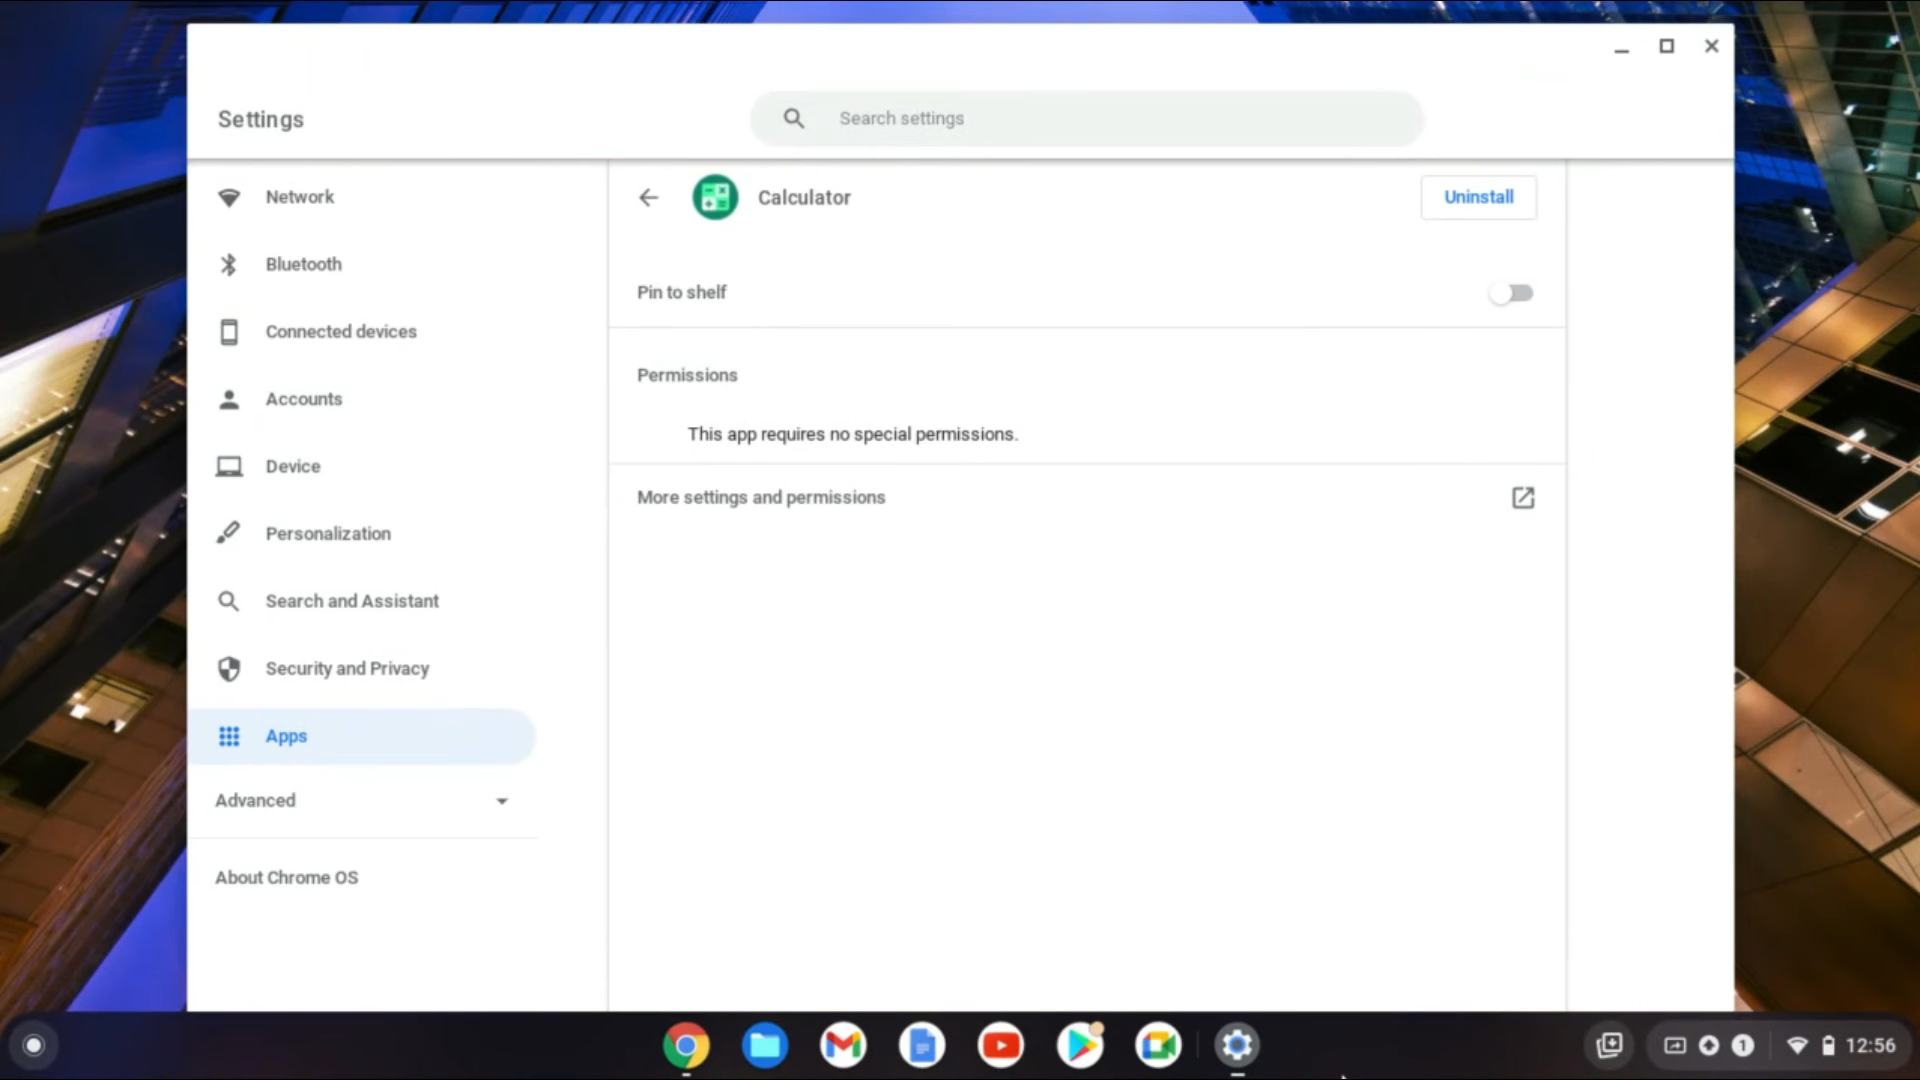 Settings
Search settings
Network
Bluetooth
Connected devices
Accounts
Device
Personalization
Search and Assistant
Security and Privacy
Apps
Advanced
About Chrome OS
Calculator
Uninstall
Pin to shelf
Permissions
This app requires no special permissions.
More settings and permissions
1
12:56